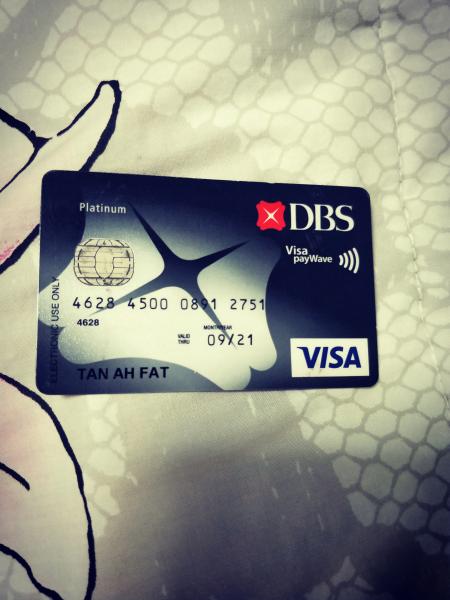 Platinum
DBS
Visa
payWave
4628 4500 0891 2751
4628
MONTH/YEAR
VALID
THRU
09/21
VISA
TAN AH FAT
ELECTRONIC USE ONLY